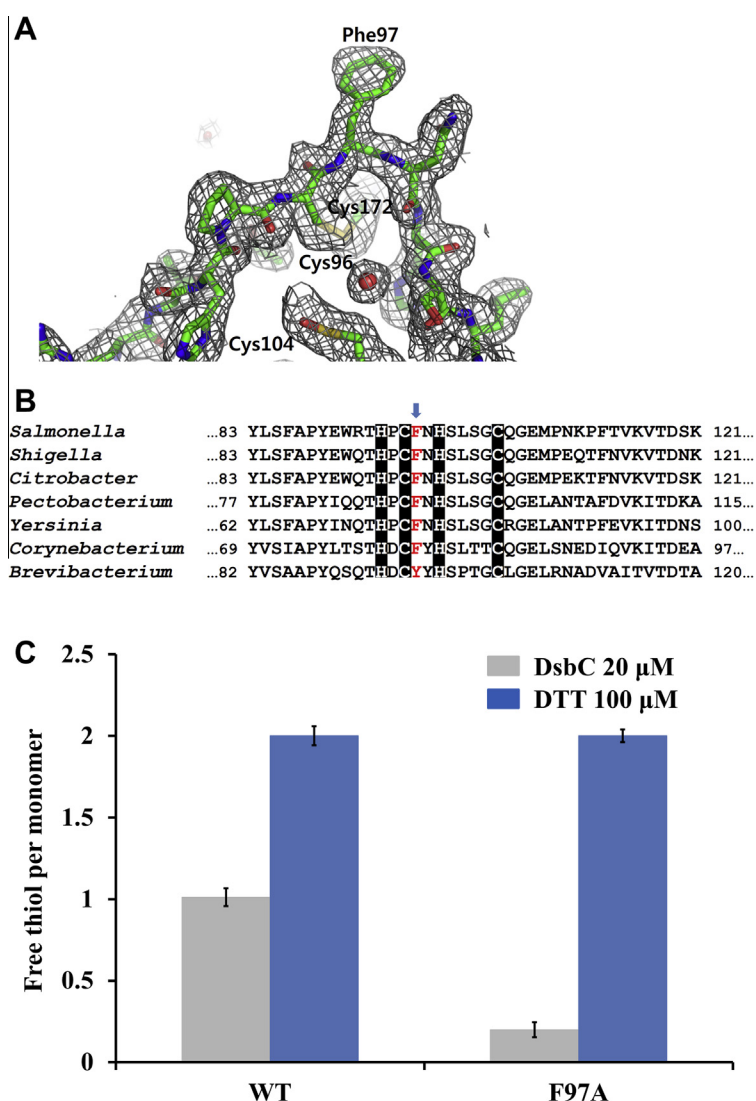 A
Phe97
Cys172
Cys96
Cys104
B
Salmonella ...83 YLSFAPYEWRTHPCFNHSLSGCQGEMPNKPFTVKVTDSK 121...
Shigella ...83 YLSFAPYEWQTHPCFNHSLSGCQGEMPEQTFNVKVTDNK 121...
Citrobacter ...83 YLSFAPYEWQTHPCFNHSLSGCQGEMPEKTFNVKVTDSK 121...
Pectobacterium ...77 YLSFAPYIQQTHPCFNHSLSGCQGELANTAFDVKITDKA 115...
Yersinia ...62 YLSFAPYINQTHPCFNHSLSGCRGELANTPFEVKITDNS 100...
Corynebacterium ...69 YVSIAPYLTSTHDCFYHSLTTCQGELSNEDIQVKITDEA 97...
Brevibacterium ...82 YVSAAPYQSQTHDCYYHSPTGCLGELRNADVAITVTDTA 120...
C
2.5
2
1.5
1
0.5
0
Free thiol per monomer
DsbC 20 μM
DTT 100 μM
WT F97A